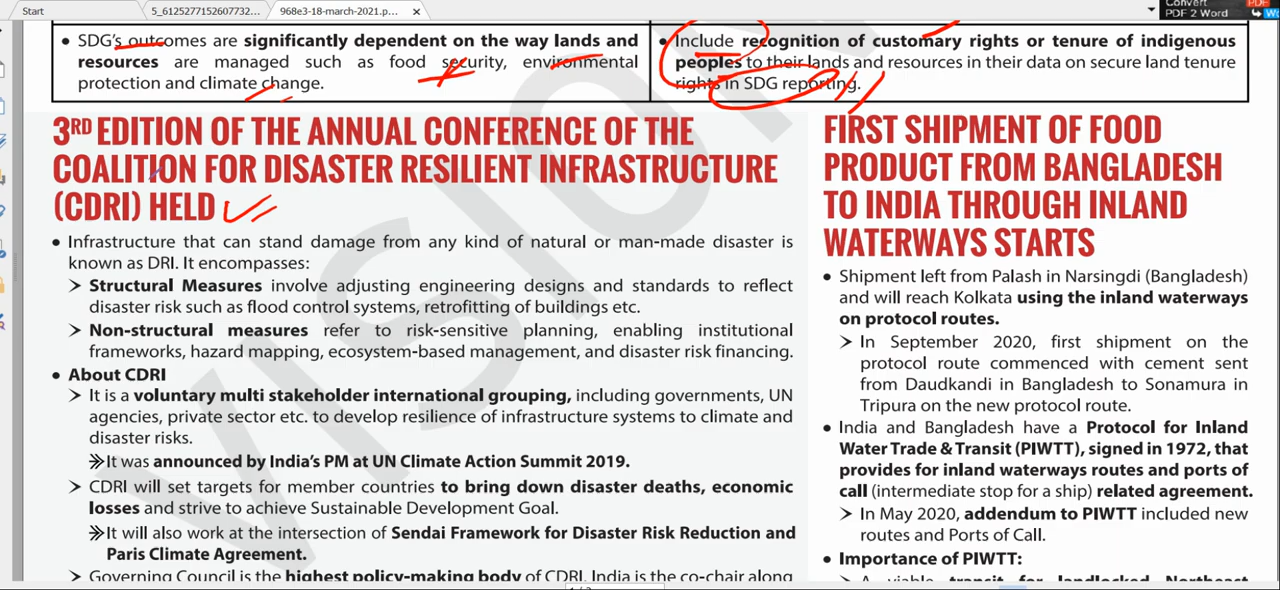 Start
5_6125277152607732...
968e3-18-march-2021.p...
Convert PDF
PDF 2 Word
• SDG's outcomes are significantly dependent on the way lands and
resources are managed such as food security, environmental
protection and climate change.
• Include recognition of customary rights or tenure of indigenous
peoples to their lands and resources in their data on secure land tenure
rights in SDG reporting.
3RD EDITION OF THE ANNUAL CONFERENCE OF THE
COALITION FOR DISASTER RESILIENT INFRASTRUCTURE
(CDRI) HELD
• Infrastructure that can stand damage from any kind of natural or man-made disaster is
known as DRI. It encompasses:
➤ Structural Measures involve adjusting engineering designs and standards to reflect
disaster risk such as flood control systems, retrofitting of buildings etc.
➤ Non-structural measures refer to risk-sensitive planning, enabling institutional
frameworks, hazard mapping, ecosystem-based management, and disaster risk financing.
• About CDRI
➤ It is a voluntary multi stakeholder international grouping, including governments, UN
agencies, private sector etc. to develop resilience of infrastructure systems to climate and
disaster risks.
It was announced by India's PM at UN Climate Action Summit 2019.
➤ CDRI will set targets for member countries to bring down disaster deaths, economic
losses and strive to achieve Sustainable Development Goal.
It will also work at the intersection of Sendai Framework for Disaster Risk Reduction and
Paris Climate Agreement.
➤ Governing Council is the highest policy-making body of CDRI. India is the co-chair along
FIRST SHIPMENT OF FOOD
PRODUCT FROM BANGLADESH
TO INDIA THROUGH INLAND
WATERWAYS STARTS
• Shipment left from Palash in Narsingdi (Bangladesh)
and will reach Kolkata using the inland waterways
on protocol routes.
➤ In September 2020, first shipment on the
protocol route commenced with cement sent
from Daudkandi in Bangladesh to Sonamura in
Tripura on the new protocol route.
• India and Bangladesh have a Protocol for Inland
Water Trade & Transit (PIWTT), signed in 1972, that
provides for inland waterways routes and ports of
call (intermediate stop for a ship) related agreement.
➤ In May 2020, addendum to PIWTT included new
routes and Ports of Call.
• Importance of PIWTT:
➤ A viable transit for landlocked Northeast
VISION